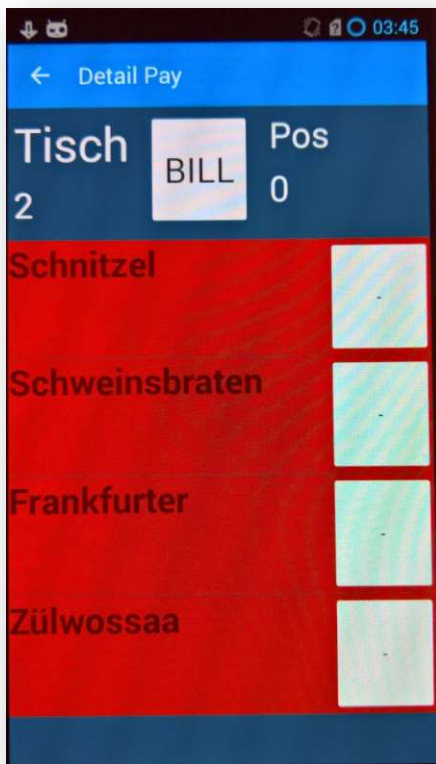 03:45
Detail Pay
Tisch
BILL
Pos
2
0
Schnitzel
-
Schweinsbraten
-
Frankfurter
-
Zülwossaa
-